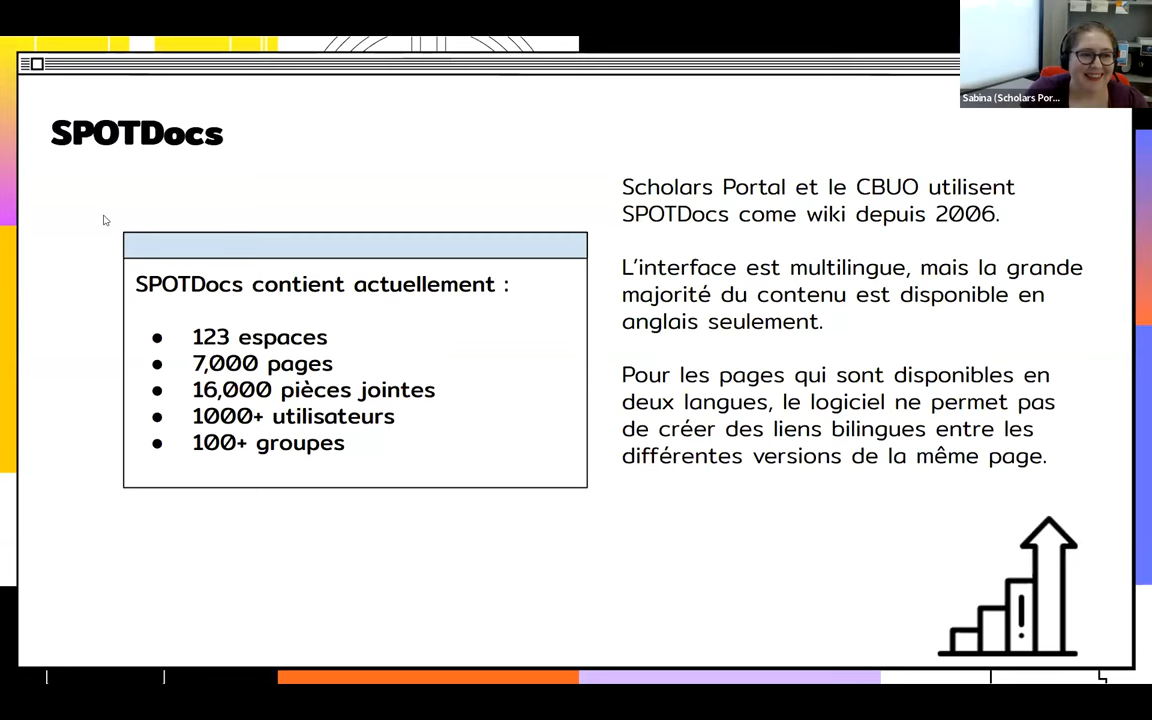 Sabina (Scholars Por...
SPOTDocs
SPOTDocs contient actuellement :
● 123 espaces
● 7,000 pages
● 16,000 pièces jointes
● 1000+ utilisateurs
● 100+ groupes
Scholars Portal et le CBUO utilisent
SPOTDocs come wiki depuis 2006.
L’interface est multilingue, mais la grande
majorité du contenu est disponible en
anglais seulement.
Pour les pages qui sont disponibles en
deux langues, le logiciel ne permet pas
de créer des liens bilingues entre les
différentes versions de la même page.